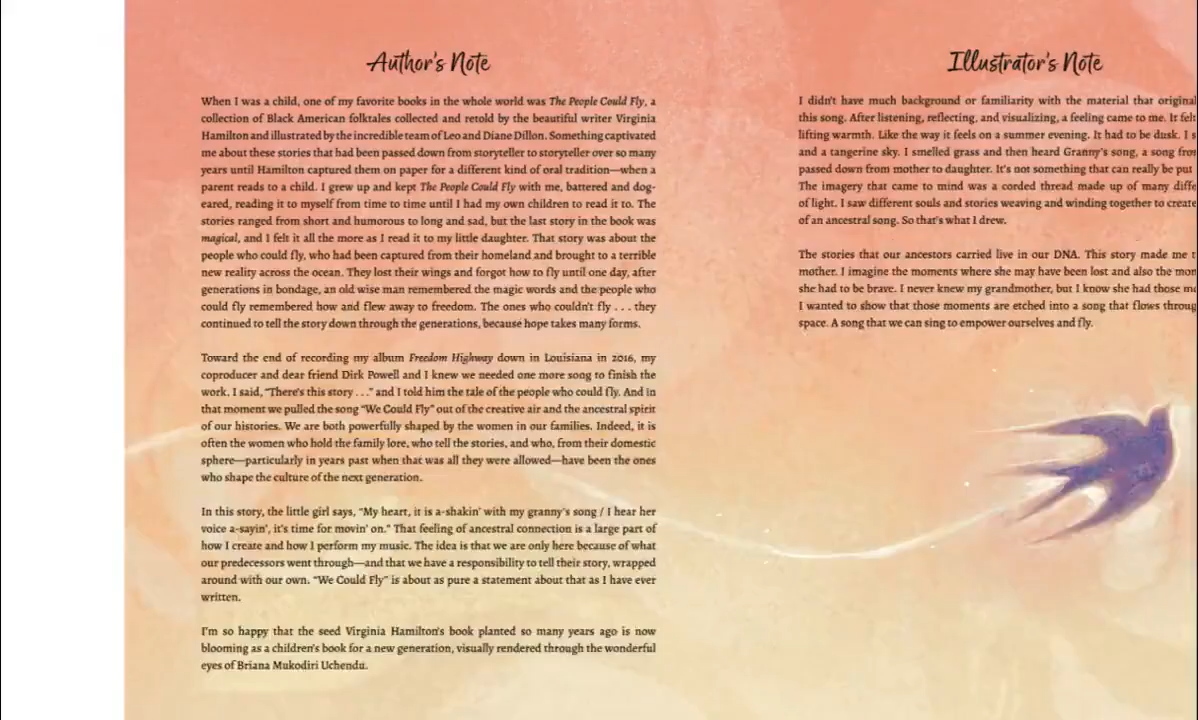 Author's Note
When I was a child, one of my favorite books in the whole world was The People Could Fly, a
collection of Black American folktales collected and retold by the beautiful writer Virginia
Hamilton and illustrated by the incredible team of Leo and Diane Dillon. Something captivated
me about these stories that had been passed down from storyteller to storyteller over so many
years until Hamilton captured them on paper for a different kind of oral tradition—when a
parent reads to a child. I grew up and kept The People Could Fly with me, battered and dog-
eared, reading it to myself from time to time until I had my own children to read it to. The
stories ranged from short and humorous to long and sad, but the last story in the book was
magical, and I felt it all the more as I read it to my little daughter. That story was about the
people who could fly, who had been captured from their homeland and brought to a terrible
new reality across the ocean. They lost their wings and forgot how to fly until one day, after
generations in bondage, an old wise man remembered the magic words and the people who
could fly remembered how and flew away to freedom. The ones who couldn't fly . . . they
continued to tell the story down through the generations, because hope takes many forms.
Toward the end of recording my album Freedom Highway down in Louisiana in 2016, my
coproducer and dear friend Dirk Powell and I knew we needed one more song to finish the
work. I said, "There's this story . . ." and I told him the tale of the people who could fly. And in
that moment we pulled the song "We Could Fly" out of the creative air and the ancestral spirit
of our histories. We are both powerfully shaped by the women in our families. Indeed, it is
often the women who hold the family lore, who tell the stories, and who, from their domestic
sphere—particularly in years past when that was all they were allowed—have been the ones
who shape the culture of the next generation.
In this story, the little girl says, "My heart, it is a-shakin' with my granny's song / I hear her
voice a-sayin', it's time for movin' on." That feeling of ancestral connection is a large part of
how I create and how I perform my music. The idea is that we are only here because of what
our predecessors went through—and that we have a responsibility to tell their story, wrapped
around with our own. "We Could Fly" is about as pure a statement about that as I have ever
written.
I'm so happy that the seed Virginia Hamilton's book planted so many years ago is now
blooming as a children's book for a new generation, visually rendered through the wonderful
eyes of Briana Mukodiri Uchendu.
Illustrator's Note
I didn't have much background or familiarity with the material that
this song. After listening, reflecting, and visualizing, a feeling came to me. It felt
lifting warmth. Like the way it feels on a summer evening. It had to be dusk. I
and a tangerine sky. I smelled grass and then heard Granny's song, a song
passed down from mother to daughter. It's not something that can really be put
The imagery that came to mind was a corded thread made up of many
of light. I saw different souls and stories weaving and winding together to create
of an ancestral song. So that's what I drew.
The stories that our ancestors carried live in our DNA. This story made me
mother. I imagine the moments where she may have been lost and also the
she had to be brave. I never knew my grandmother, but I know she had those
I wanted to show that those moments are etched into a song that flows
space. A song that we can sing to empower ourselves and fly.